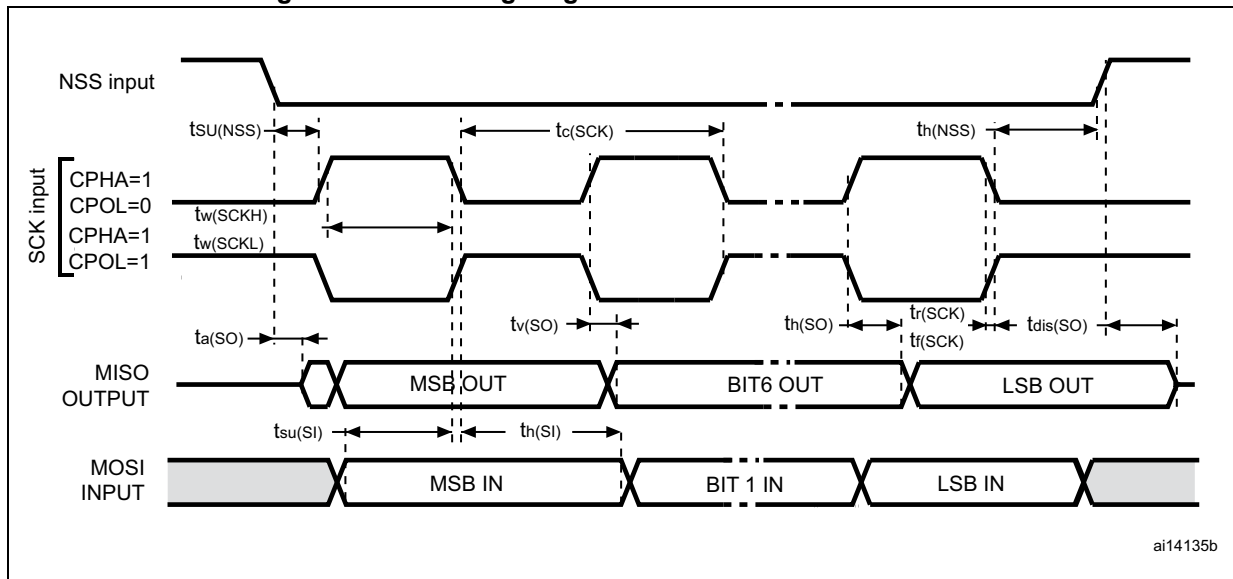 NSS input
tSU(NSS)
tc(SCK)
th(NSS)
SCK input
CPHA=1
CPOL=0
tw(SCKH)
CPHA=1
tw(SCKL)
CPOL=1
ta(SO)
tv(SO)
th(SO)
tr(SCK)
tf(SCK)
tdis(SO)
MISO
OUTPUT
MSB OUT
BIT6 OUT
LSB OUT
tsu(SI)
th(SI)
MOSI
INPUT
MSB IN
BIT 1 IN
LSB IN
ai14135b